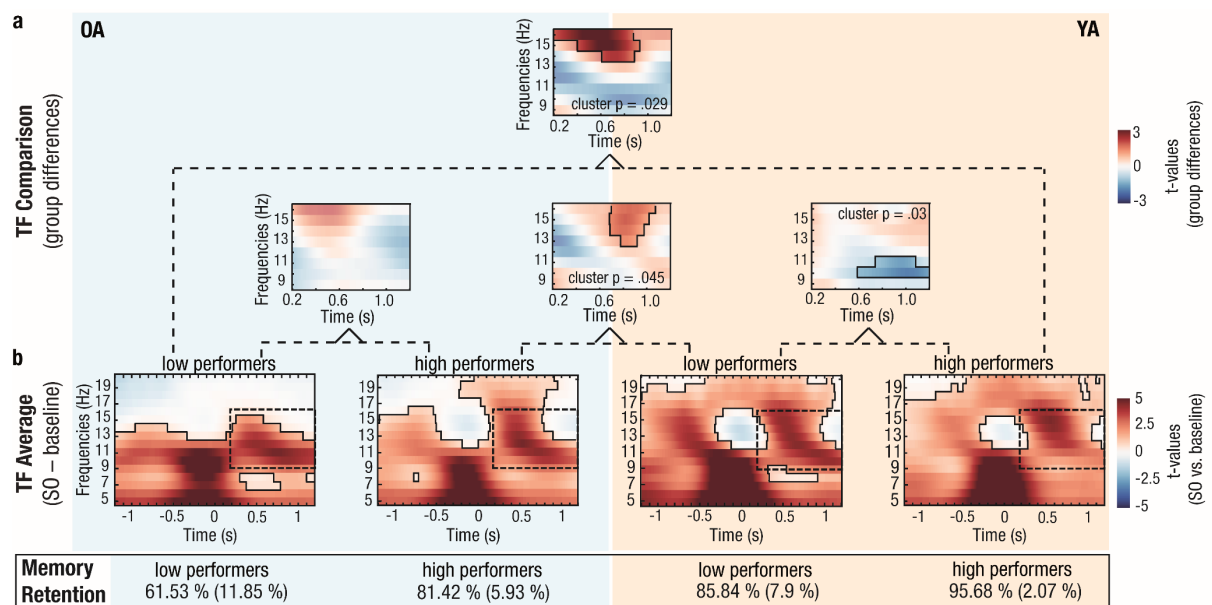 a
OA
YA
TF Comparison
(group differences)
Frequencies (Hz)
15
13
11
9
cluster p = .029
0.2
0.6
1.0
Time (s)
3
0
-3
t-values
(group differences)
Frequencies (Hz)
15
13
11
9
0.2
0.6
1.0
Time (s)
15
13
11
9
cluster p = .045
0.2
0.6
1.0
Time (s)
cluster p = .03
15
13
11
9
0.2
0.6
1.0
Time (s)
b
TF Average
(SO – baseline)
low performers
Frequencies (Hz)
19
17
15
13
11
9
7
5
-1
-0.5
0
0.5
1
Time (s)
high performers
19
17
15
13
11
9
7
5
-1
-0.5
0
0.5
1
Time (s)
low performers
19
17
15
13
11
9
7
5
-1
-0.5
0
0.5
1
Time (s)
high performers
19
17
15
13
11
9
7
5
-1
-0.5
0
0.5
1
Time (s)
5
2.5
0
-2.5
-5
t-values
(SO vs. baseline)
Memory
Retention
low performers
61.53 % (11.85 %)
high performers
81.42 % (5.93 %)
low performers
85.84 % (7.9 %)
high performers
95.68 % (2.07 %)